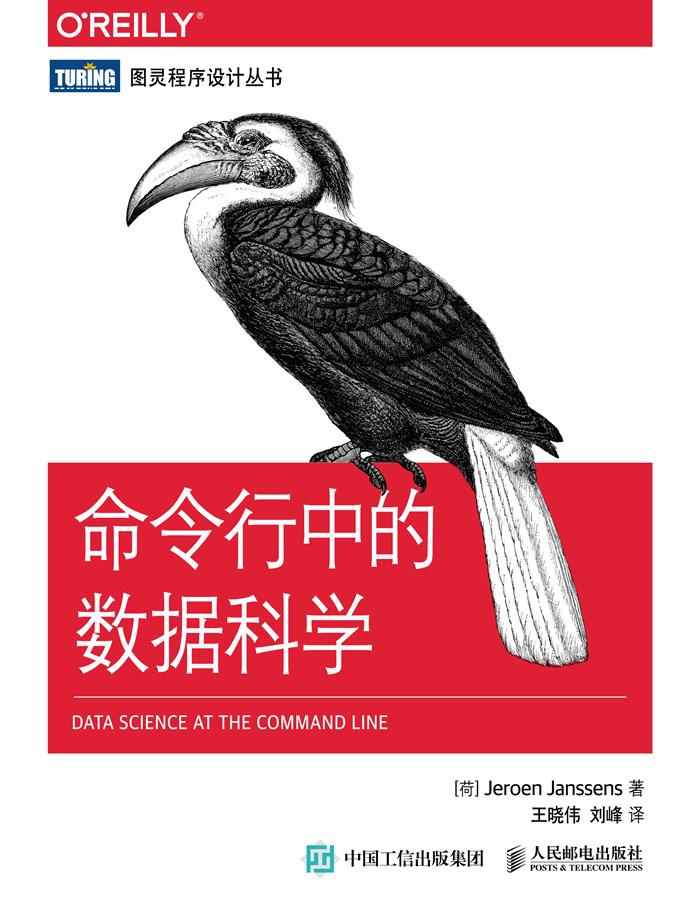 O'REILLY®
TURING 图灵程序设计丛书
命令行中的
数据科学
DATA SCIENCE AT THE COMMAND LINE
[荷] Jeroen Janssens 著
王晓伟 刘峰 译
中国工信出版集团 人民邮电出版社
POSTS & TELECOM PRESS